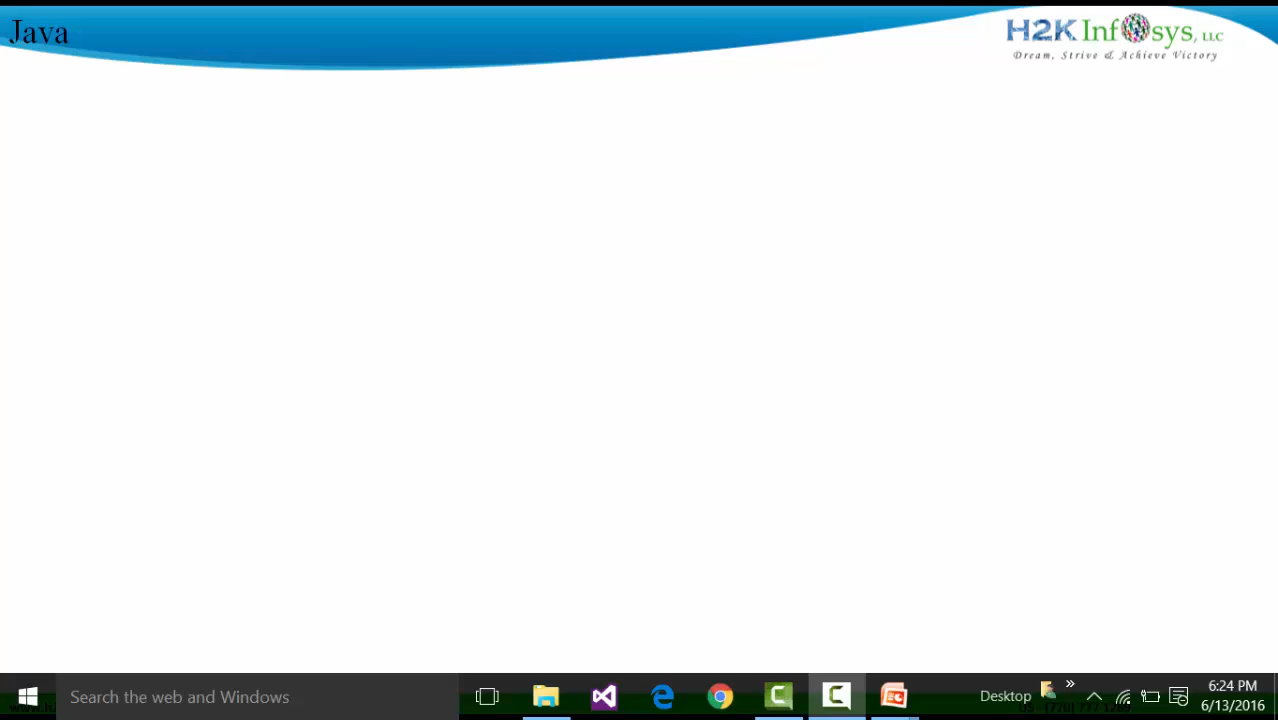 Java
H2K Infosys, LLC
Dream, Strive & Achieve Victory
Search the web and Windows
Desktop
6:24 PM
6/13/2016